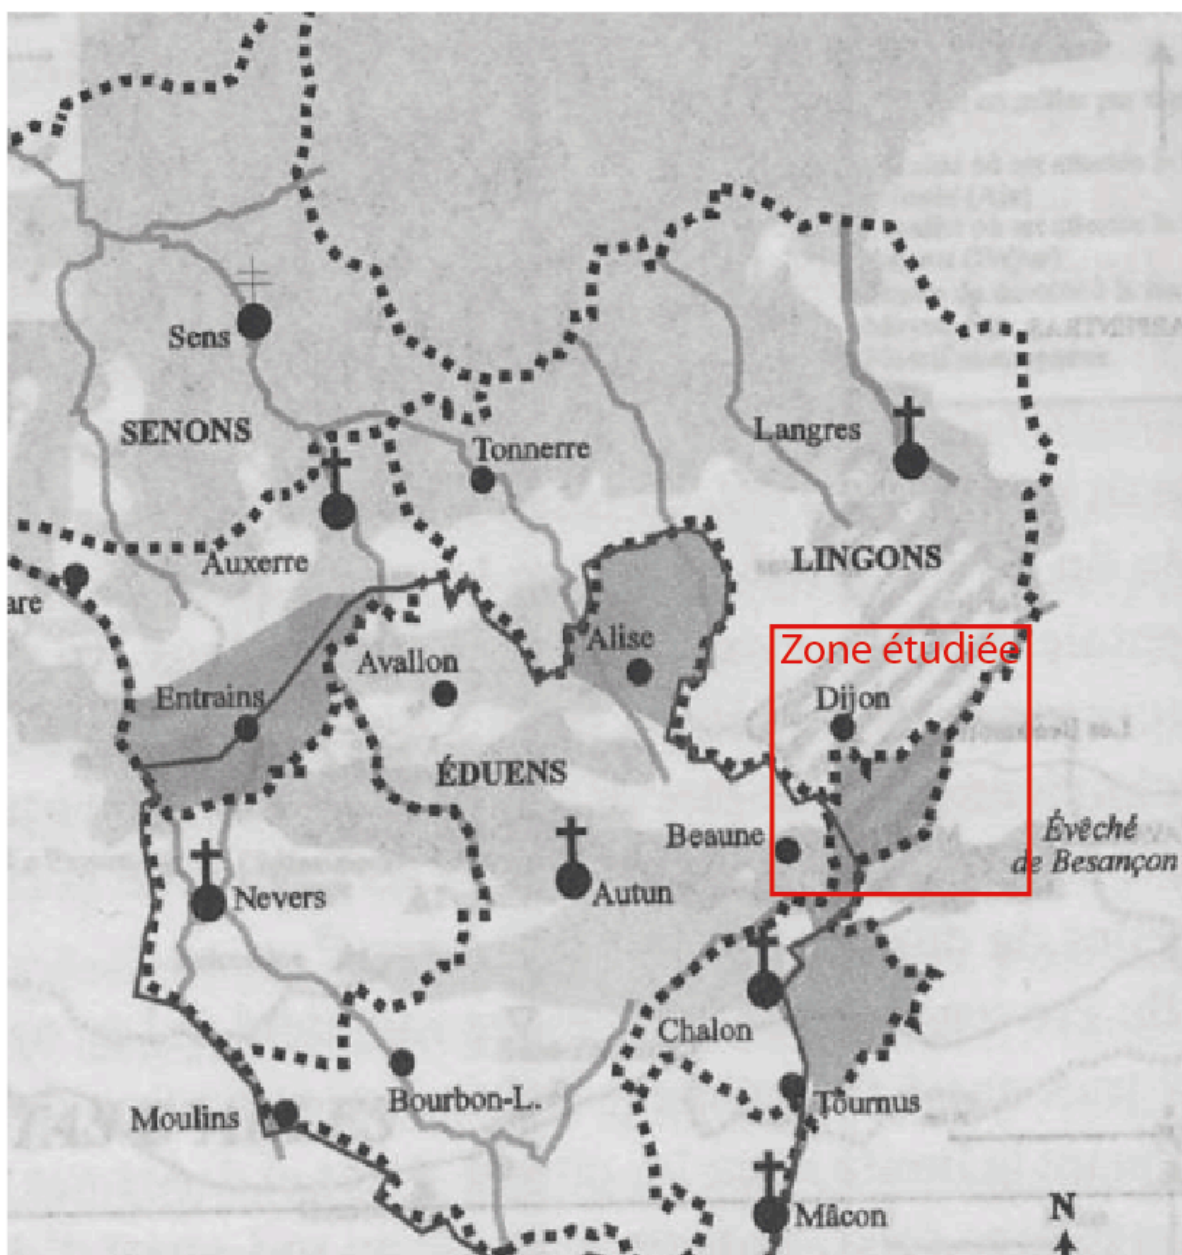 Sens
SENONS
Langres
Tonnerre
LINGONS
Auxerre
are
Zone étudiée
Alise
Avallon
Dijon
Entrains
ÉDUENS
Beaune
Évêché
de Besançon
Nevers
Autun
Chalon
Bourbon-L.
Tournus
Moulins
Mâcon
N